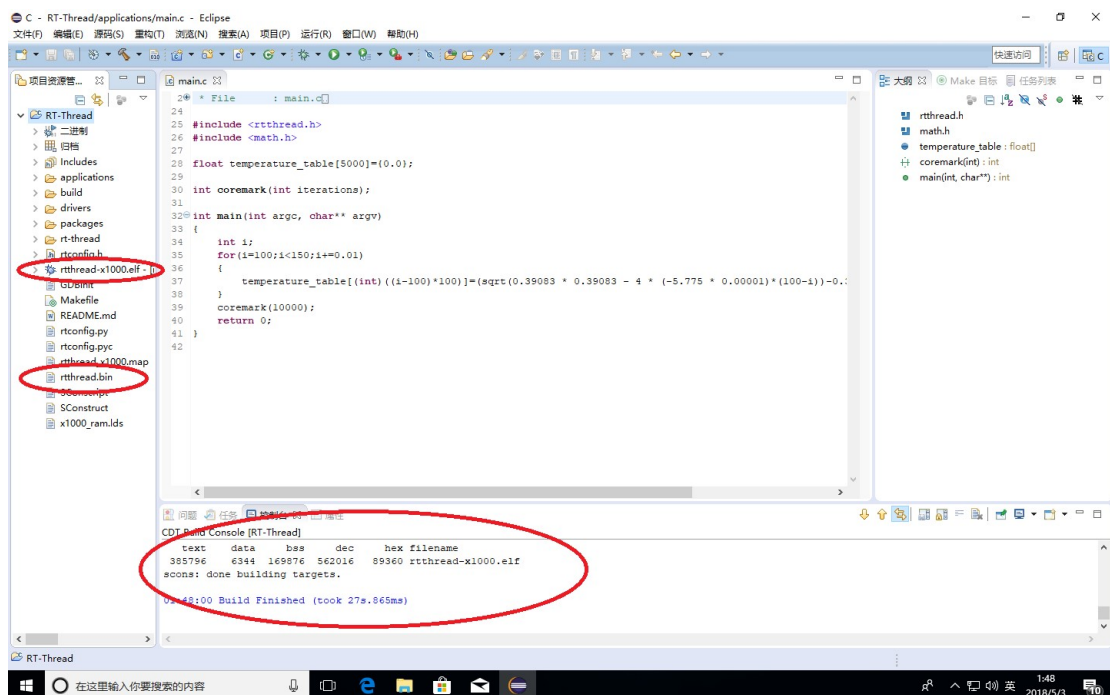 C - RT-Thread/applications/main.c - Eclipse
文件(F) 编辑(E) 源码(S) 重构(T) 浏览(N) 搜索(A) 项目(P) 运行(R) 窗口(W) 帮助(H)
快速访问
C
项目资源管...
RT-Thread
二进制
归档
Includes
applications
build
drivers
packages
rt-thread
rtconfig.h
rtthread-x1000.elf -
GDBinit
Makefile
README.md
rtconfig.py
rtconfig.pyc
rtthread-x1000.map
rtthread.bin
SConscript
SConstruct
x1000_ram.lds
main.c
2 * File : main.c
24
25 #include <rtthread.h>
26 #include <math.h>
27
28 float temperature_table[5000]={0.0};
29
30 int coremark(int iterations);
31
32 int main(int argc, char** argv)
33 {
34 int i;
35 for(i=100;i<150;i+=0.01)
36 {
37 temperature_table[(int)((i-100)*100)]=(sqrt(0.39083 * 0.39083 - 4 * (-5.775 * 0.00001)*(100-i))-0.3
38 }
39 coremark(10000);
40 return 0;
41 }
42
大纲 Make 目标 任务列表
rtthread.h
math.h
temperature_table : float[]
coremark(int) : int
main(int, char**) : int
问题 任务 控制台 属性
CDT Build Console [RT-Thread]
text data bss dec hex filename
385796 6344 169876 562016 89360 rtthread-x1000.elf
scons: done building targets.
01:48:00 Build Finished (took 27s.865ms)
RT-Thread
在这里输入你要搜索的内容
英
1:48
2018/5/3
10